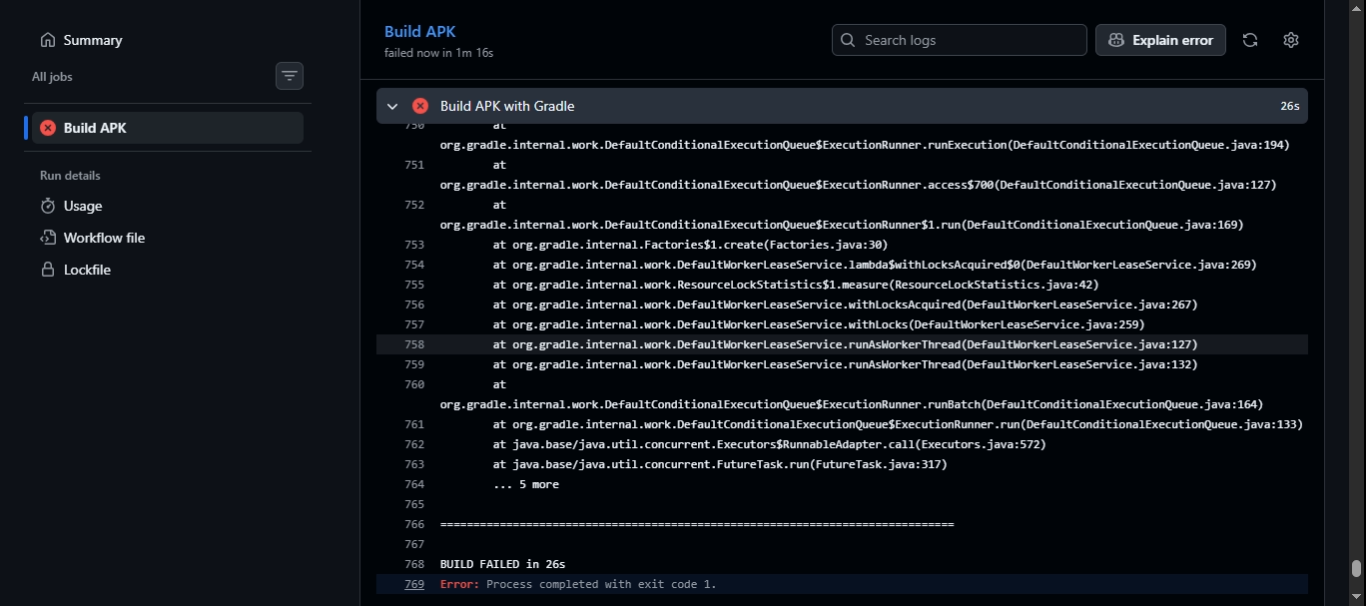 Summary
All jobs
Build APK
Run details
Usage
Workflow file
Lockfile
Build APK
failed now in 1m 16s
Search logs
Explain error
Build APK with Gradle
26s
750 at
org.gradle.internal.work.DefaultConditionalExecutionQueue$ExecutionRunner.runExecution(DefaultConditionalExecutionQueue.java:194)
751 at
org.gradle.internal.work.DefaultConditionalExecutionQueue$ExecutionRunner.access$700(DefaultConditionalExecutionQueue.java:127)
752 at
org.gradle.internal.work.DefaultConditionalExecutionQueue$ExecutionRunner$1.run(DefaultConditionalExecutionQueue.java:169)
753 at org.gradle.internal.Factories$1.create(Factories.java:30)
754 at org.gradle.internal.work.DefaultWorkerLeaseService.lambda$withLocksAcquired$0(DefaultWorkerLeaseService.java:269)
755 at org.gradle.internal.work.ResourceLockStatistics$1.measure(ResourceLockStatistics.java:42)
756 at org.gradle.internal.work.DefaultWorkerLeaseService.withLocksAcquired(DefaultWorkerLeaseService.java:267)
757 at org.gradle.internal.work.DefaultWorkerLeaseService.withLocks(DefaultWorkerLeaseService.java:259)
758 at org.gradle.internal.work.DefaultWorkerLeaseService.runAsWorkerThread(DefaultWorkerLeaseService.java:127)
759 at org.gradle.internal.work.DefaultWorkerLeaseService.runAsWorkerThread(DefaultWorkerLeaseService.java:132)
760 at
org.gradle.internal.work.DefaultConditionalExecutionQueue$ExecutionRunner.runBatch(DefaultConditionalExecutionQueue.java:164)
761 at org.gradle.internal.work.DefaultConditionalExecutionQueue$ExecutionRunner.run(DefaultConditionalExecutionQueue.java:133)
762 at java.base/java.util.concurrent.Executors$RunnableAdapter.call(Executors.java:572)
763 at java.base/java.util.concurrent.FutureTask.run(FutureTask.java:317)
764 ... 5 more
765
766 ==============================================================================
767
768 BUILD FAILED in 26s
769 Error: Process completed with exit code 1.